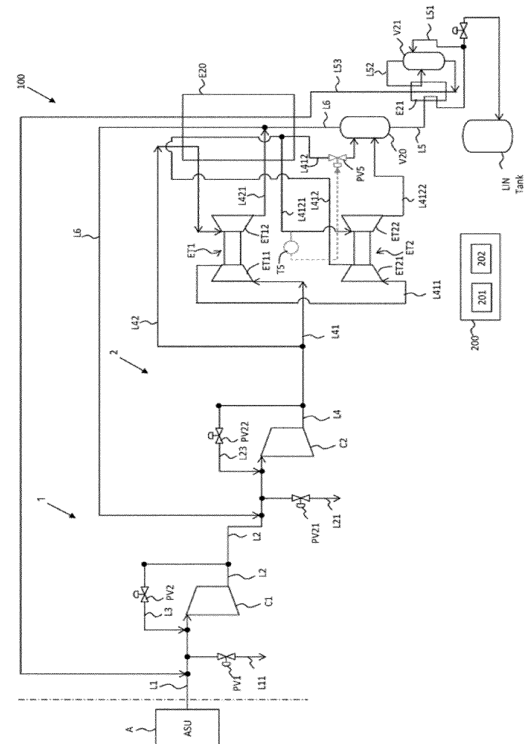 100
E20
V21
L51
L52
L53
E21
L6
V20
L5
LIN
Tank
L412
PV5
L421
L4121
L412
L4122
ET12
ET1
ET11
TS
ET22
ET2
ET21
L411
L6
L42
L41
2
202
201
200
L4
PV22
L23
C2
1
L2
L2
PV21
L21
PV2
L3
C1
L1
PV1
L11
A
ASU